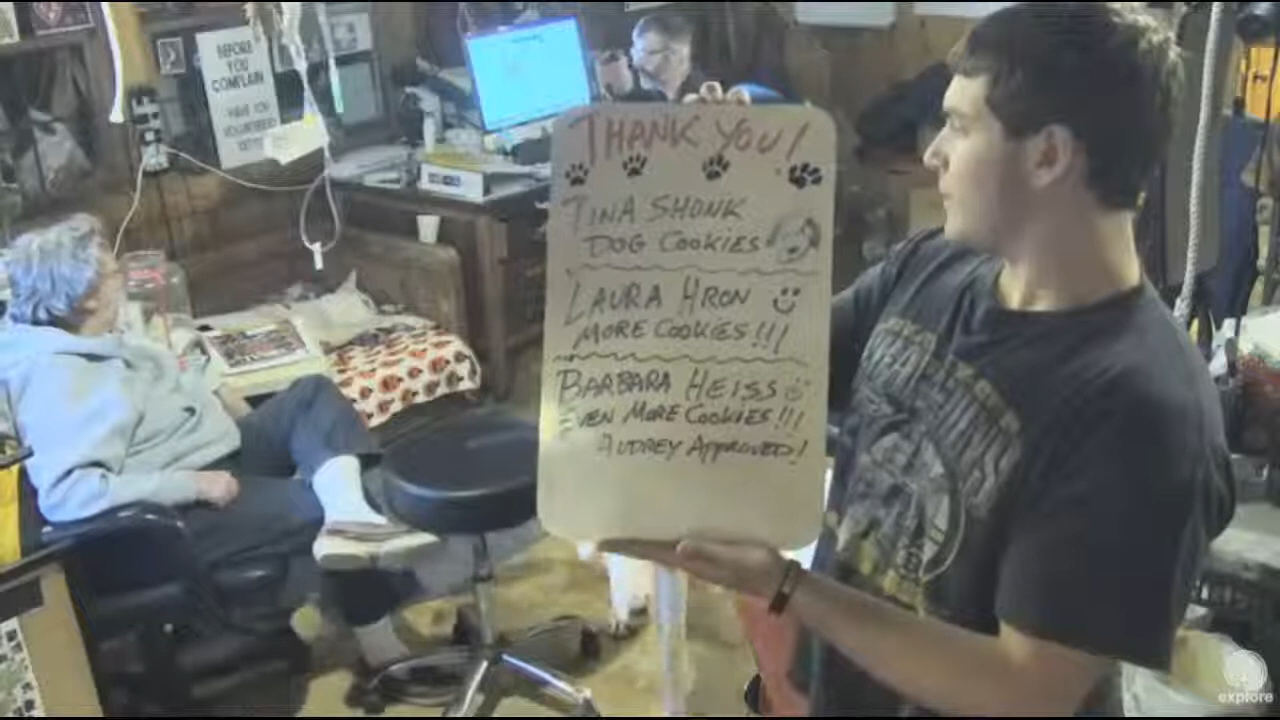 BEFORE
YOU
COMPLAIN
HAVE YOU
VOLUNTEERED
THANK YOU!
TINA SHONK
DOG COOKIES
LAURA HRON
MORE COOKIES!!!
BARBARA HEISS
EVEN MORE COOKIES!!!
AUDREY APPROVED!
explore